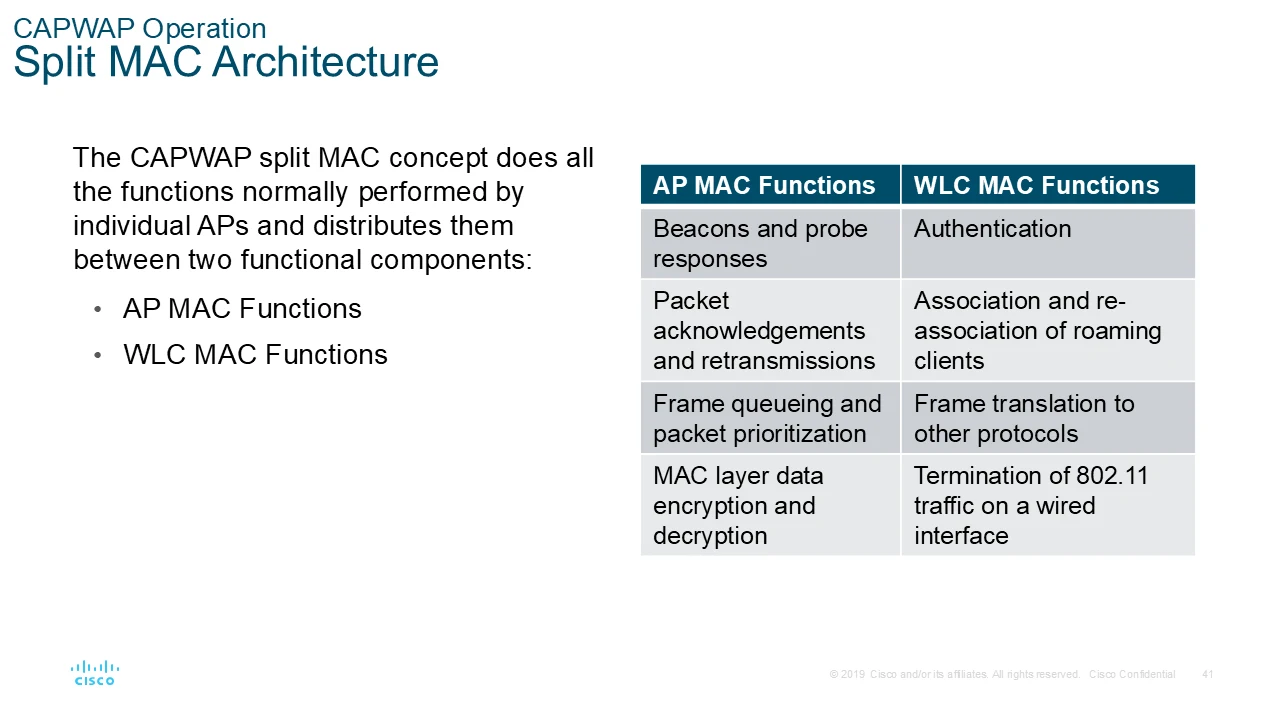 CAPWAP Operation
Split MAC Architecture
The CAPWAP split MAC concept does all
the functions normally performed by
individual APs and distributes them
between two functional components:
• AP MAC Functions
• WLC MAC Functions
AP MAC Functions
WLC MAC Functions
Beacons and probe
responses
Authentication
Packet
acknowledgements
and retransmissions
Association and re-
association of roaming
clients
Frame queueing and
packet prioritization
Frame translation to
other protocols
MAC layer data
encryption and
decryption
Termination of 802.11
traffic on a wired
interface
CISCO
© 2019 Cisco and/or its affiliates. All rights reserved. Cisco Confidential
41